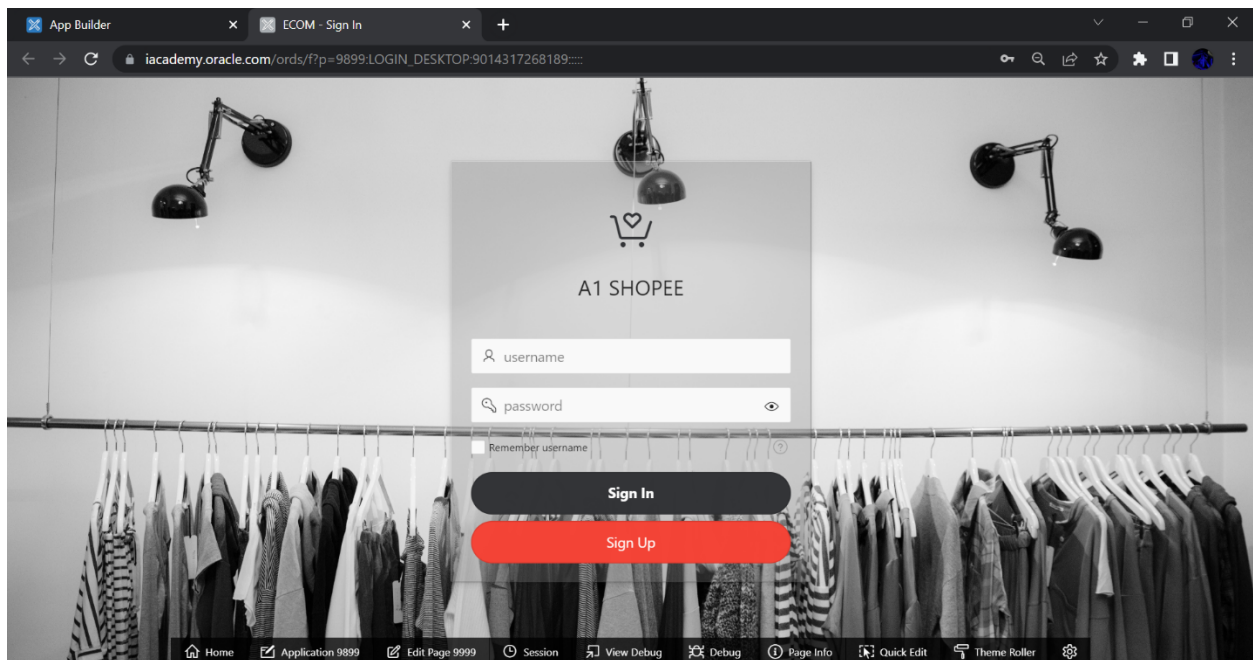 App Builder
ECOM - Sign In
iacademy.oracle.com/ords/f?p=9899:LOGIN_DESKTOP:9014317268189:::::
A1 SHOPEE
username
password
Remember username
Sign In
Sign Up
Home Application 9899 Edit Page 9999 Session View Debug Debug Page Info Quick Edit Theme Roller